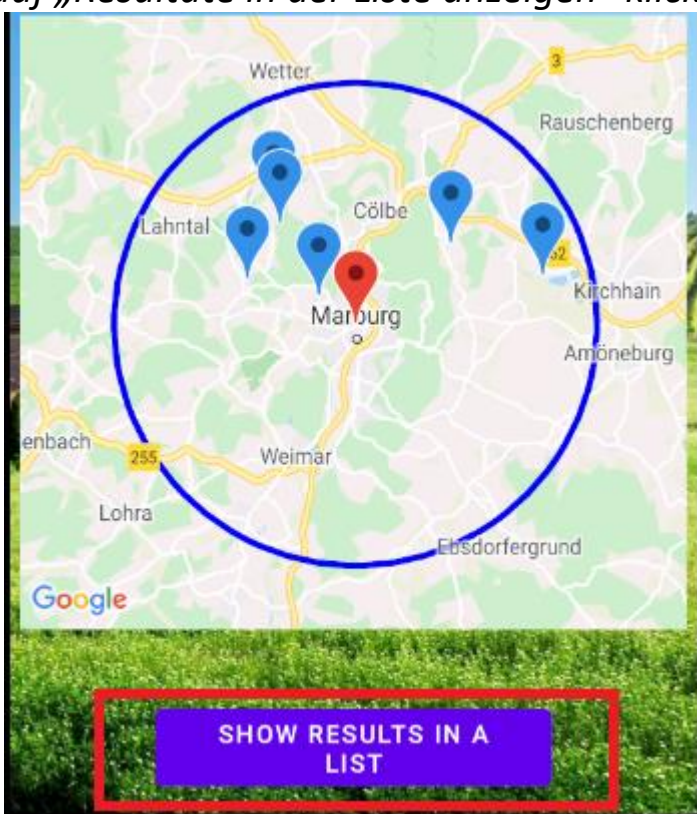 auf „Resultate in der Liste anzeigen“ klick
Wetter
3
Rauschenberg
Lahntal
Cölbe
62
Kirchhain
Marburg
Amöneburg
enbach
255
Weimar
Lohra
Ebsdorfergrund
Google
SHOW RESULTS IN A
LIST